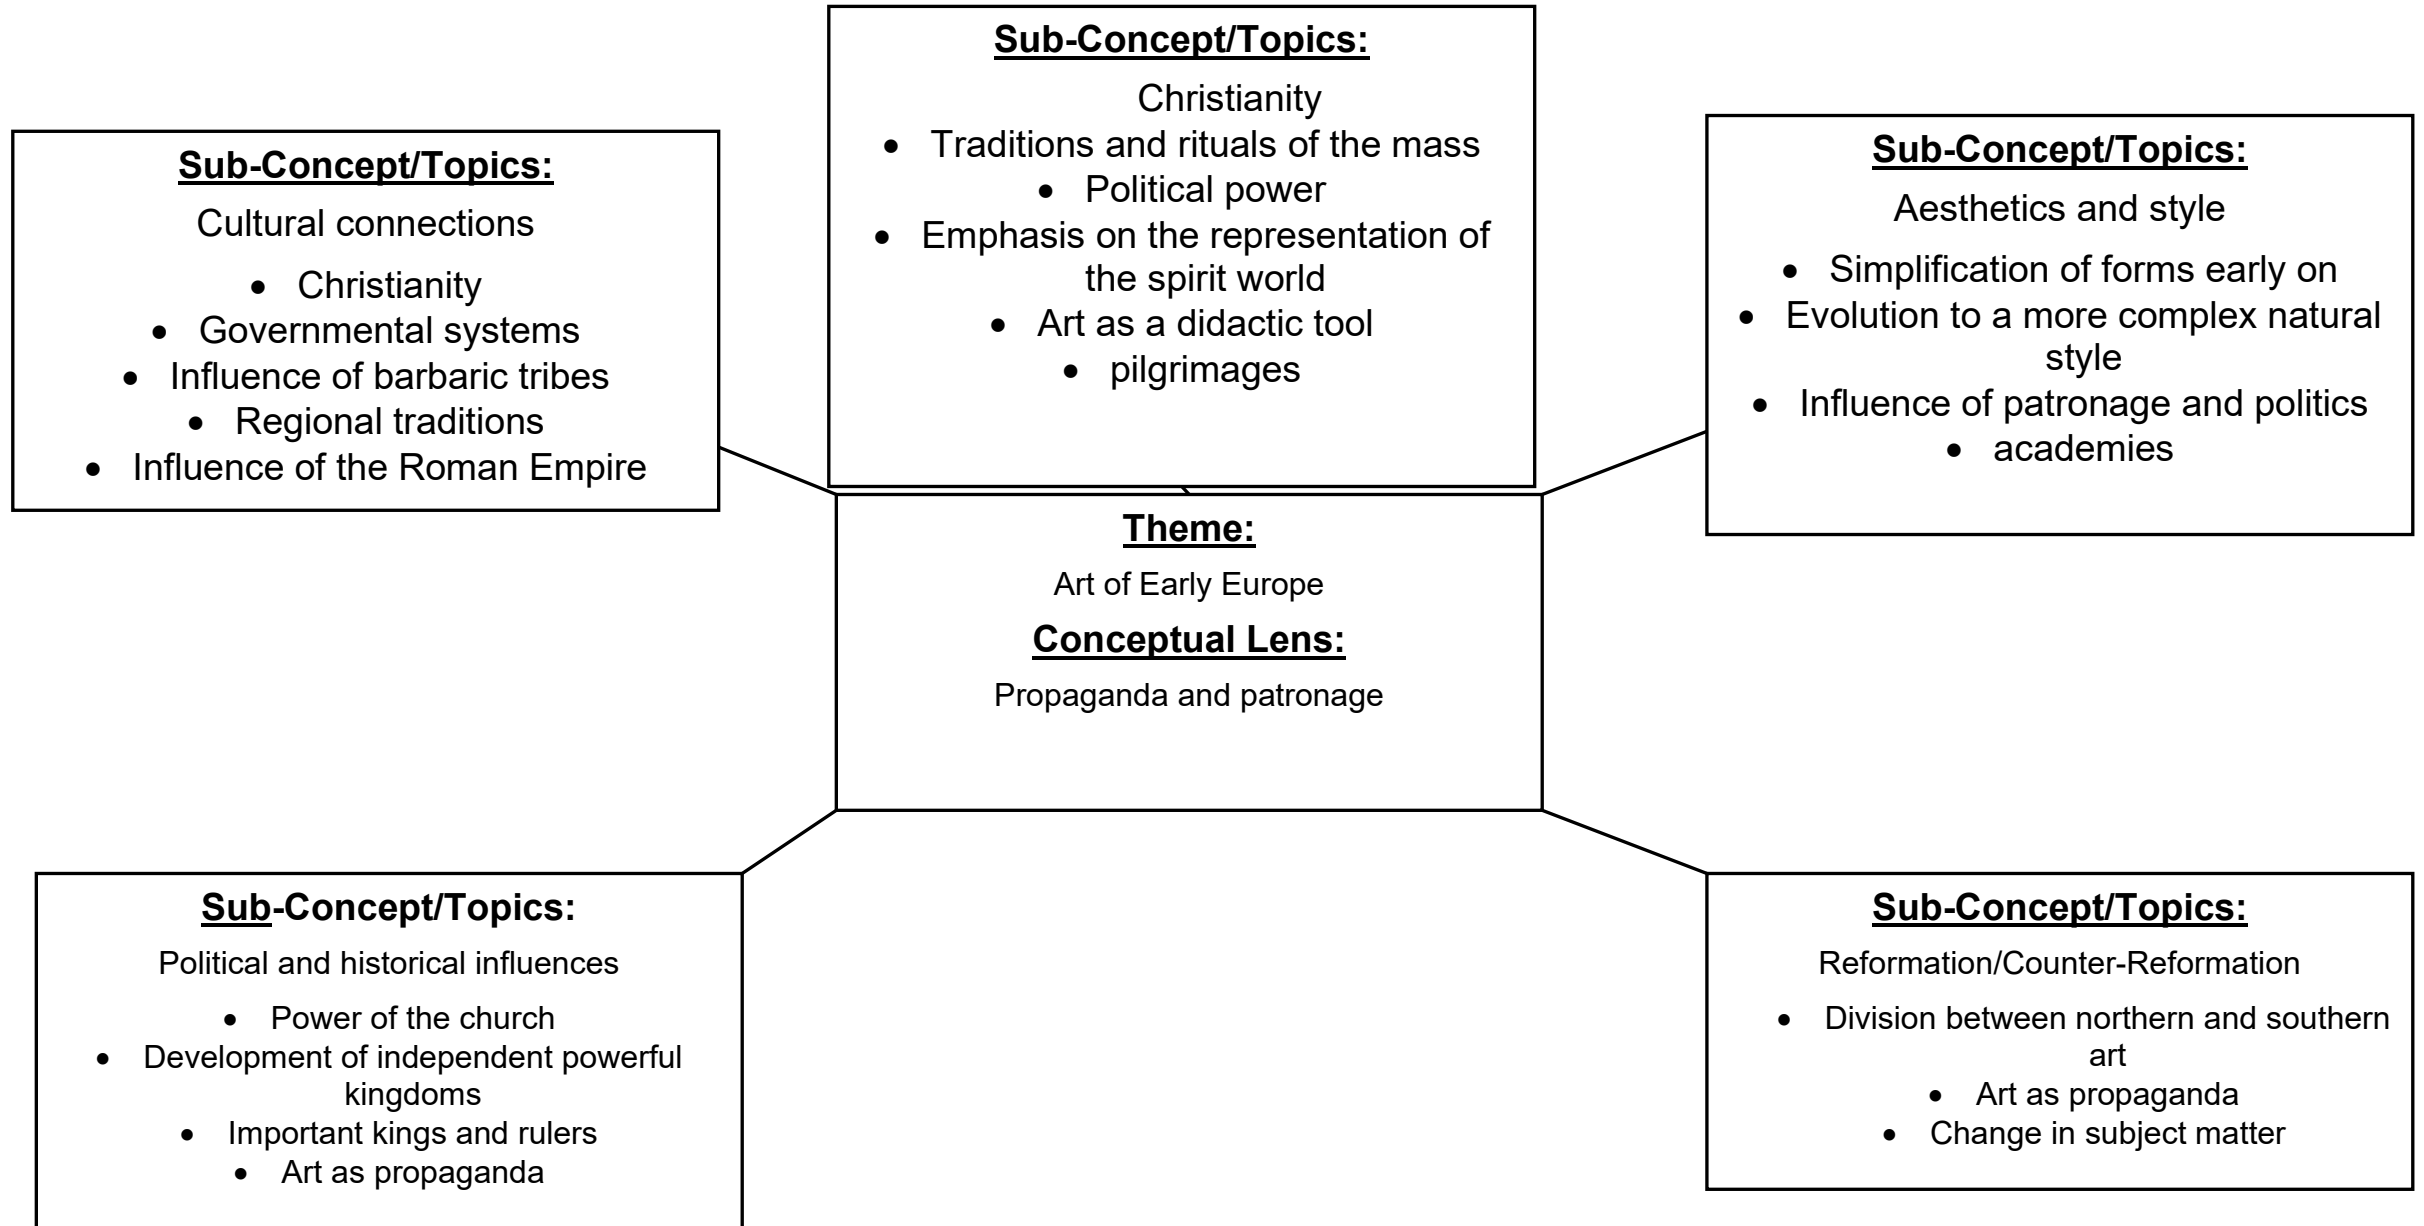 Sub-Concept/Topics:
Cultural connections
• Christianity
• Governmental systems
• Influence of barbaric tribes
• Regional traditions
• Influence of the Roman Empire
Sub-Concept/Topics:
Christianity
• Traditions and rituals of the mass
• Political power
• Emphasis on the representation of
the spirit world
• Art as a didactic tool
• pilgrimages
Sub-Concept/Topics:
Aesthetics and style
• Simplification of forms early on
• Evolution to a more complex natural
style
• Influence of patronage and politics
• academies
Theme:
Art of Early Europe
Conceptual Lens:
Propaganda and patronage
Sub-Concept/Topics:
Political and historical influences
• Power of the church
• Development of independent powerful
kingdoms
• Important kings and rulers
• Art as propaganda
Sub-Concept/Topics:
Reformation/Counter-Reformation
• Division between northern and southern
art
• Art as propaganda
• Change in subject matter